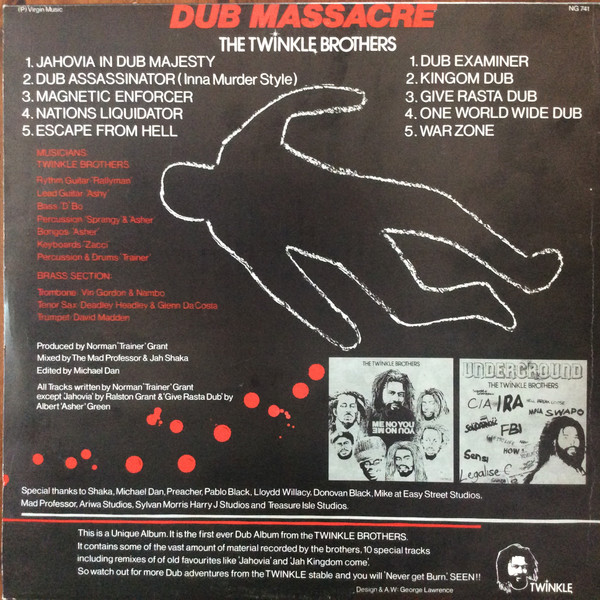 (P) Virgin Music
NG 741
DUB MASSACRE
THE TWINKLE BROTHERS
1. JAHOVIA IN DUB MAJESTY
2. DUB ASSASSINATOR (Inna Murder Style)
3. MAGNETIC ENFORCER
4. NATIONS LIQUIDATOR
5. ESCAPE FROM HELL
1. DUB EXAMINER
2. KINGOM DUB
3. GIVE RASTA DUB
4. ONE WORLD WIDE DUB
5. WAR ZONE
MUSICIANS:
TWINKLE BROTHERS
Rythm Guitar 'Rallyman'
Lead Guitar 'Ashy'
Bass 'D' Bo
Percussion 'Sprangy' & 'Asher'
Bongos 'Asher'
Keyboards 'Zacci'
Percussion & Drums 'Trainer'
BRASS SECTION:
Trombone: Vin Gordon & Nambo
Tenor Sax: Deadley Headley & Glenn Da Costa
Trumpet: David Madden
Produced by Norman 'Trainer' Grant
Mixed by The Mad Professor & Jah Shaka
Edited by Michael Dan
All Tracks written by Norman 'Trainer' Grant
except 'Jahovia' by Ralston Grant & 'Give Rasta Dub' by
Albert 'Asher' Green
THE TWINKLE BROTHERS
ME NO YOU
YOU NO ME
UNDERGROUND
THE TWINKLE BROTHERS
C/A
IRA
MNA
SWAPO
FBI
HOW
Sensi
Legalise
Special thanks to Shaka, Michael Dan, Preacher, Pablo Black, Lloydd Willacy, Donovan Black, Mike at Easy Street Studios.
Mad Professor, Ariwa Studios, Sylvan Morris Harry J Studios and Treasure Isle Studios.
This is a Unique Album. It is the first ever Dub Album from the TWINKLE BROTHERS.
It contains some of the vast amount of material recorded by the brothers, 10 special tracks
including remixes of of old favourites like 'Jahovia' and 'Jah Kingdom come'.
So watch out for more Dub adventures from the TWINKLE stable and you will 'Never get Burn'. SEEN!!
Design & A.W: George Lawrence
TWINKLE